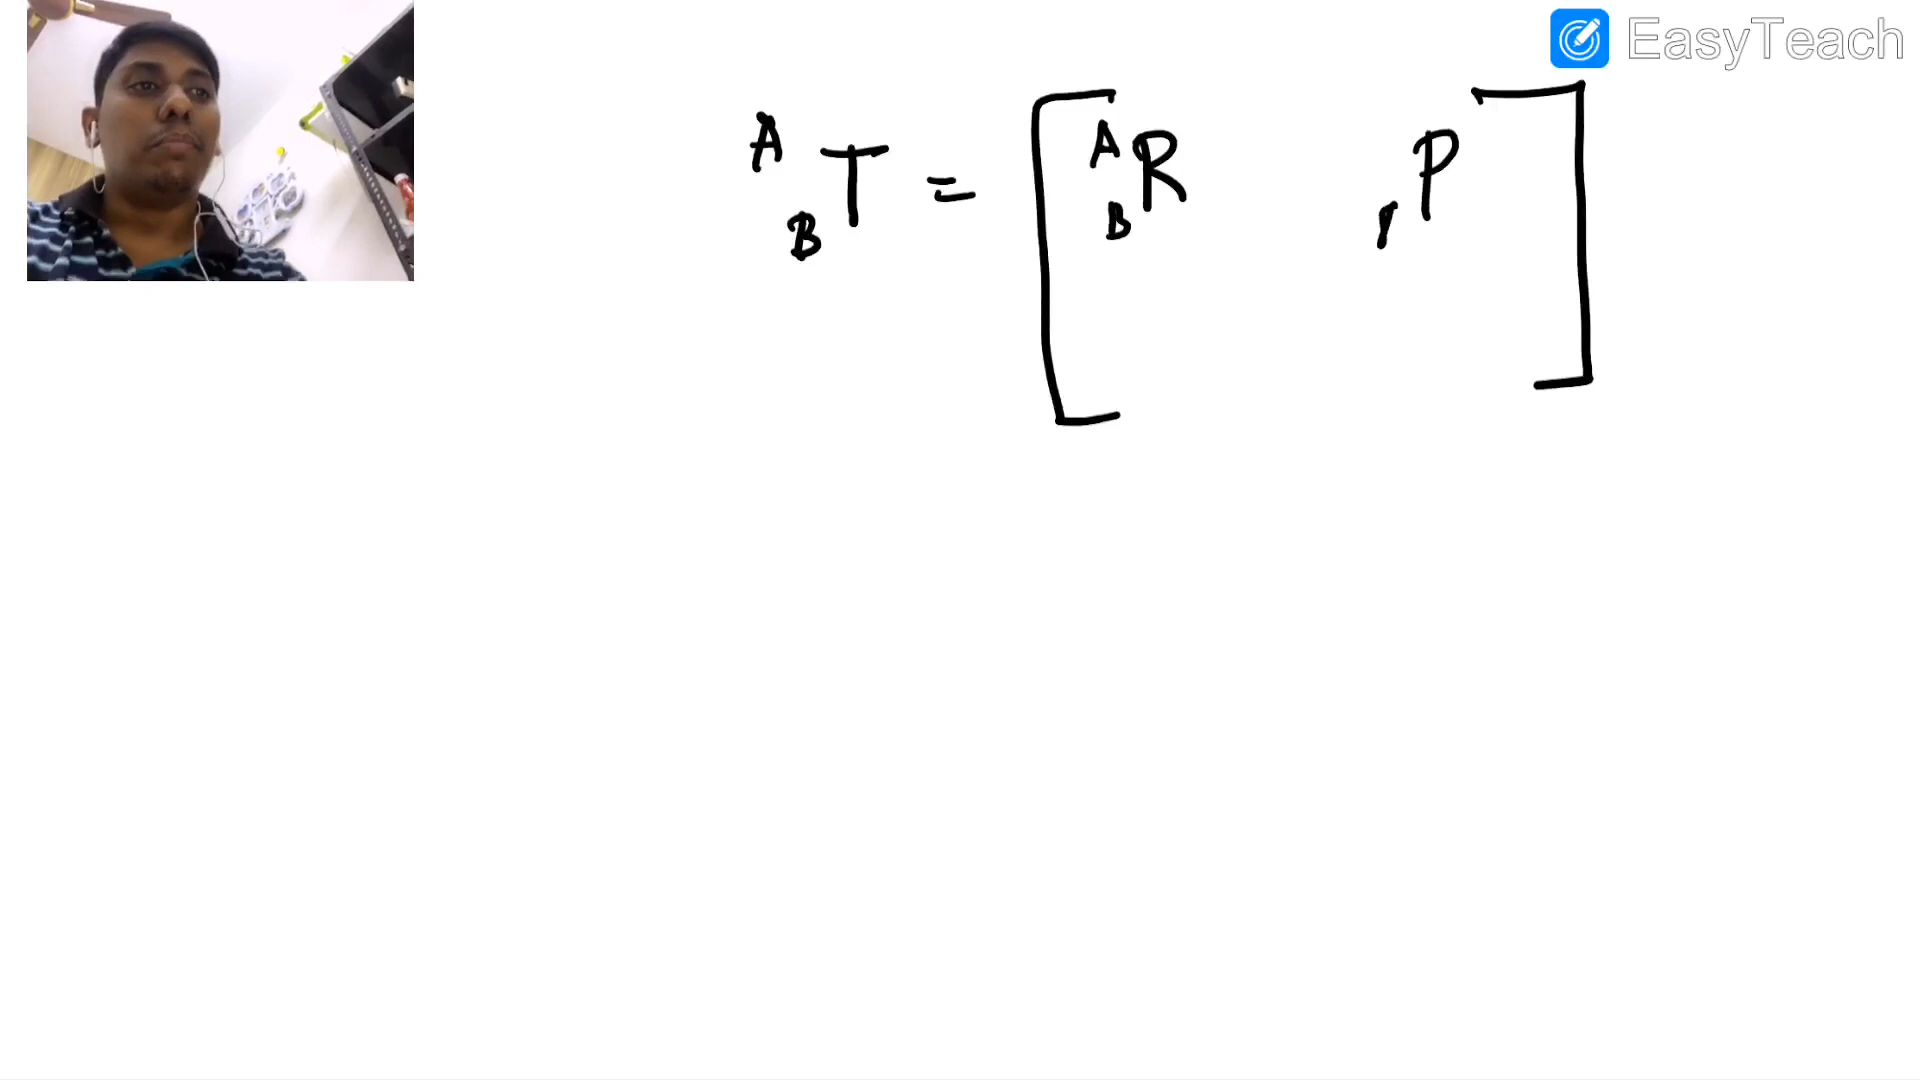 EasyTeach
A B T = [ A B R P ]